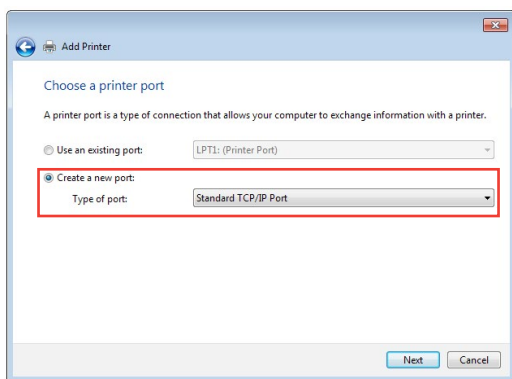 Add Printer
Choose a printer port
A printer port is a type of connection that allows your computer to exchange information with a printer.
Use an existing port: LPT1: (Printer Port)
Create a new port:
Type of port: Standard TCP/IP Port
Next Cancel